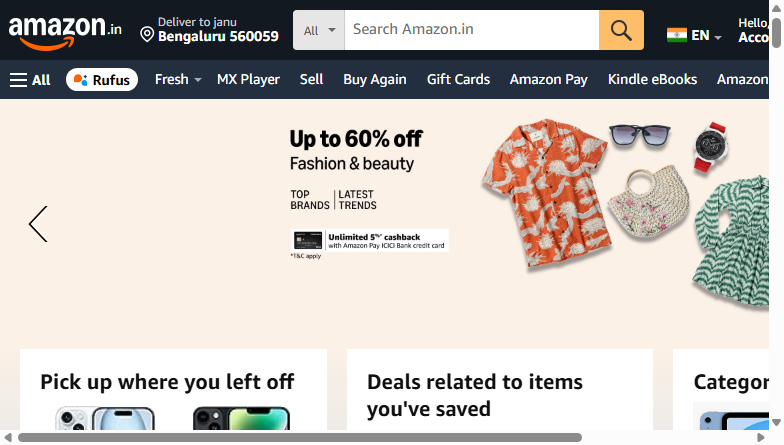 amazon.in
Deliver to janu
Bengaluru 560059
All
Search Amazon.in
EN
Hello,
Acco
All
Rufus
Fresh
MX Player
Sell
Buy Again
Gift Cards
Amazon Pay
Kindle eBooks
Amazon
Up to 60% off
Fashion & beauty
TOP BRANDS | LATEST TRENDS
Unlimited 5%* cashback
with Amazon Pay ICICI Bank credit card
*T&C apply
Pick up where you left off
Deals related to items
you've saved
Categor